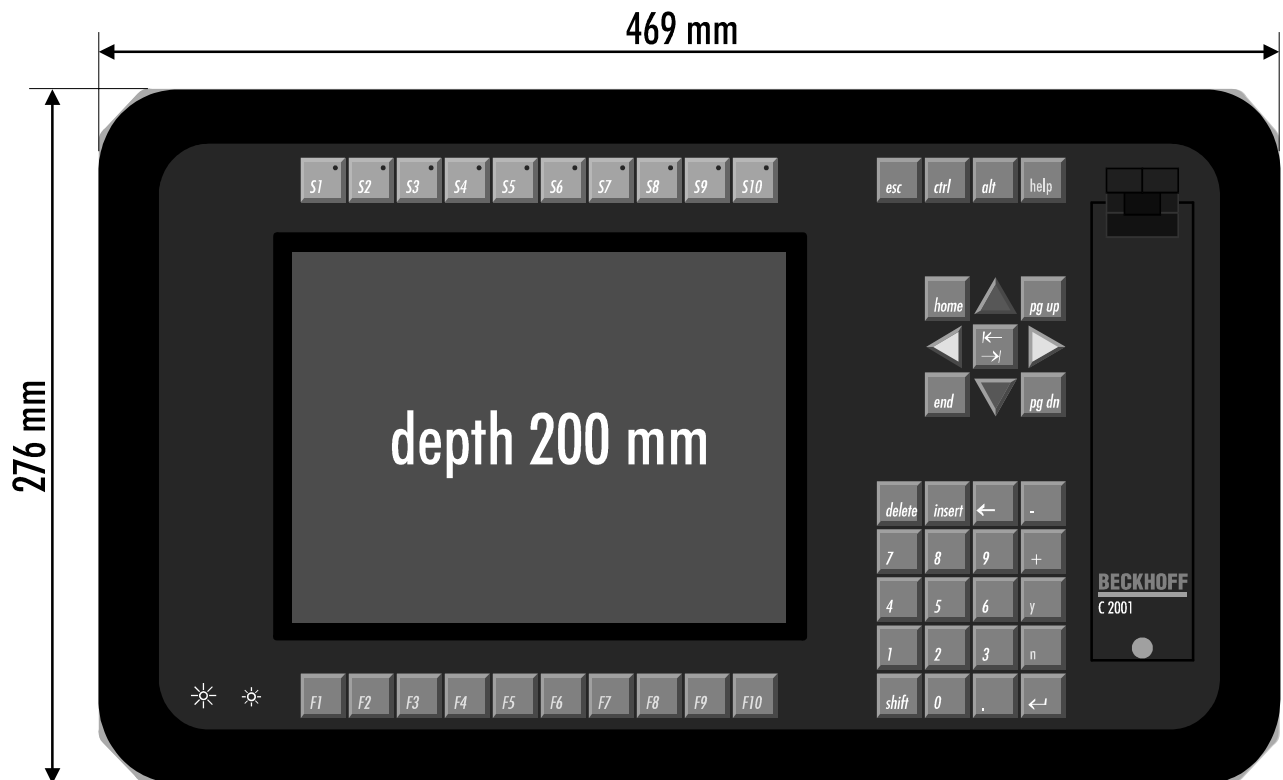 469 mm
276 mm
S1 S2 S3 S4 S5 S6 S7 S8 S9 S10
esc ctrl alt help
home pg up
end pg dn
depth 200 mm
delete insert ← -
7 8 9 +
4 5 6 y
1 2 3 n
shift 0 . ↵
BECKHOFF
C 2001
F1 F2 F3 F4 F5 F6 F7 F8 F9 F10